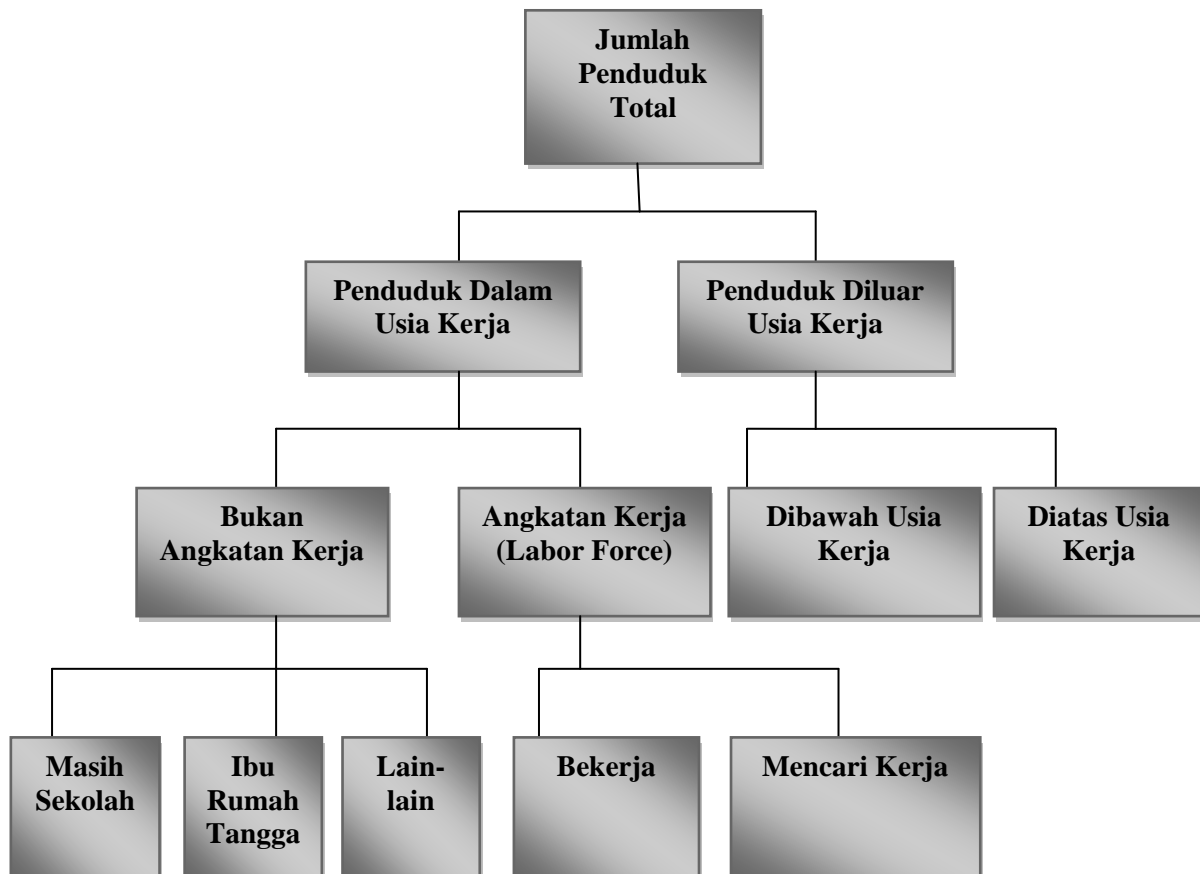 Jumlah
Penduduk
Total
Penduduk Dalam
Usia Kerja
Penduduk Diluar
Usia Kerja
Bukan
Angkatan Kerja
Angkatan Kerja
(Labor Force)
Dibawah Usia
Kerja
Diatas Usia
Kerja
Masih
Sekolah
Ibu
Rumah
Tangga
Lain-
lain
Bekerja
Mencari Kerja